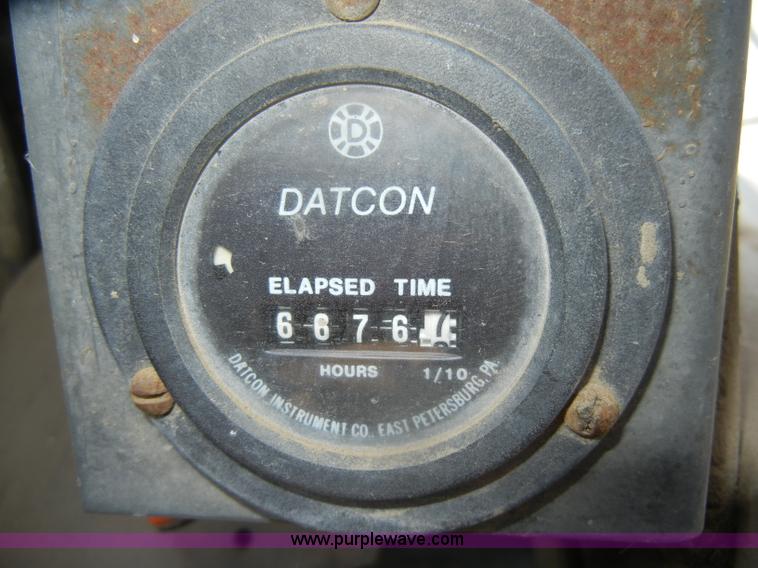 D
DATCON
ELAPSED TIME
6 6 7 6 7
HOURS 1/10
DATCON INSTRUMENT CO., EAST PETERSBURG, PA.
www.purplewave.com